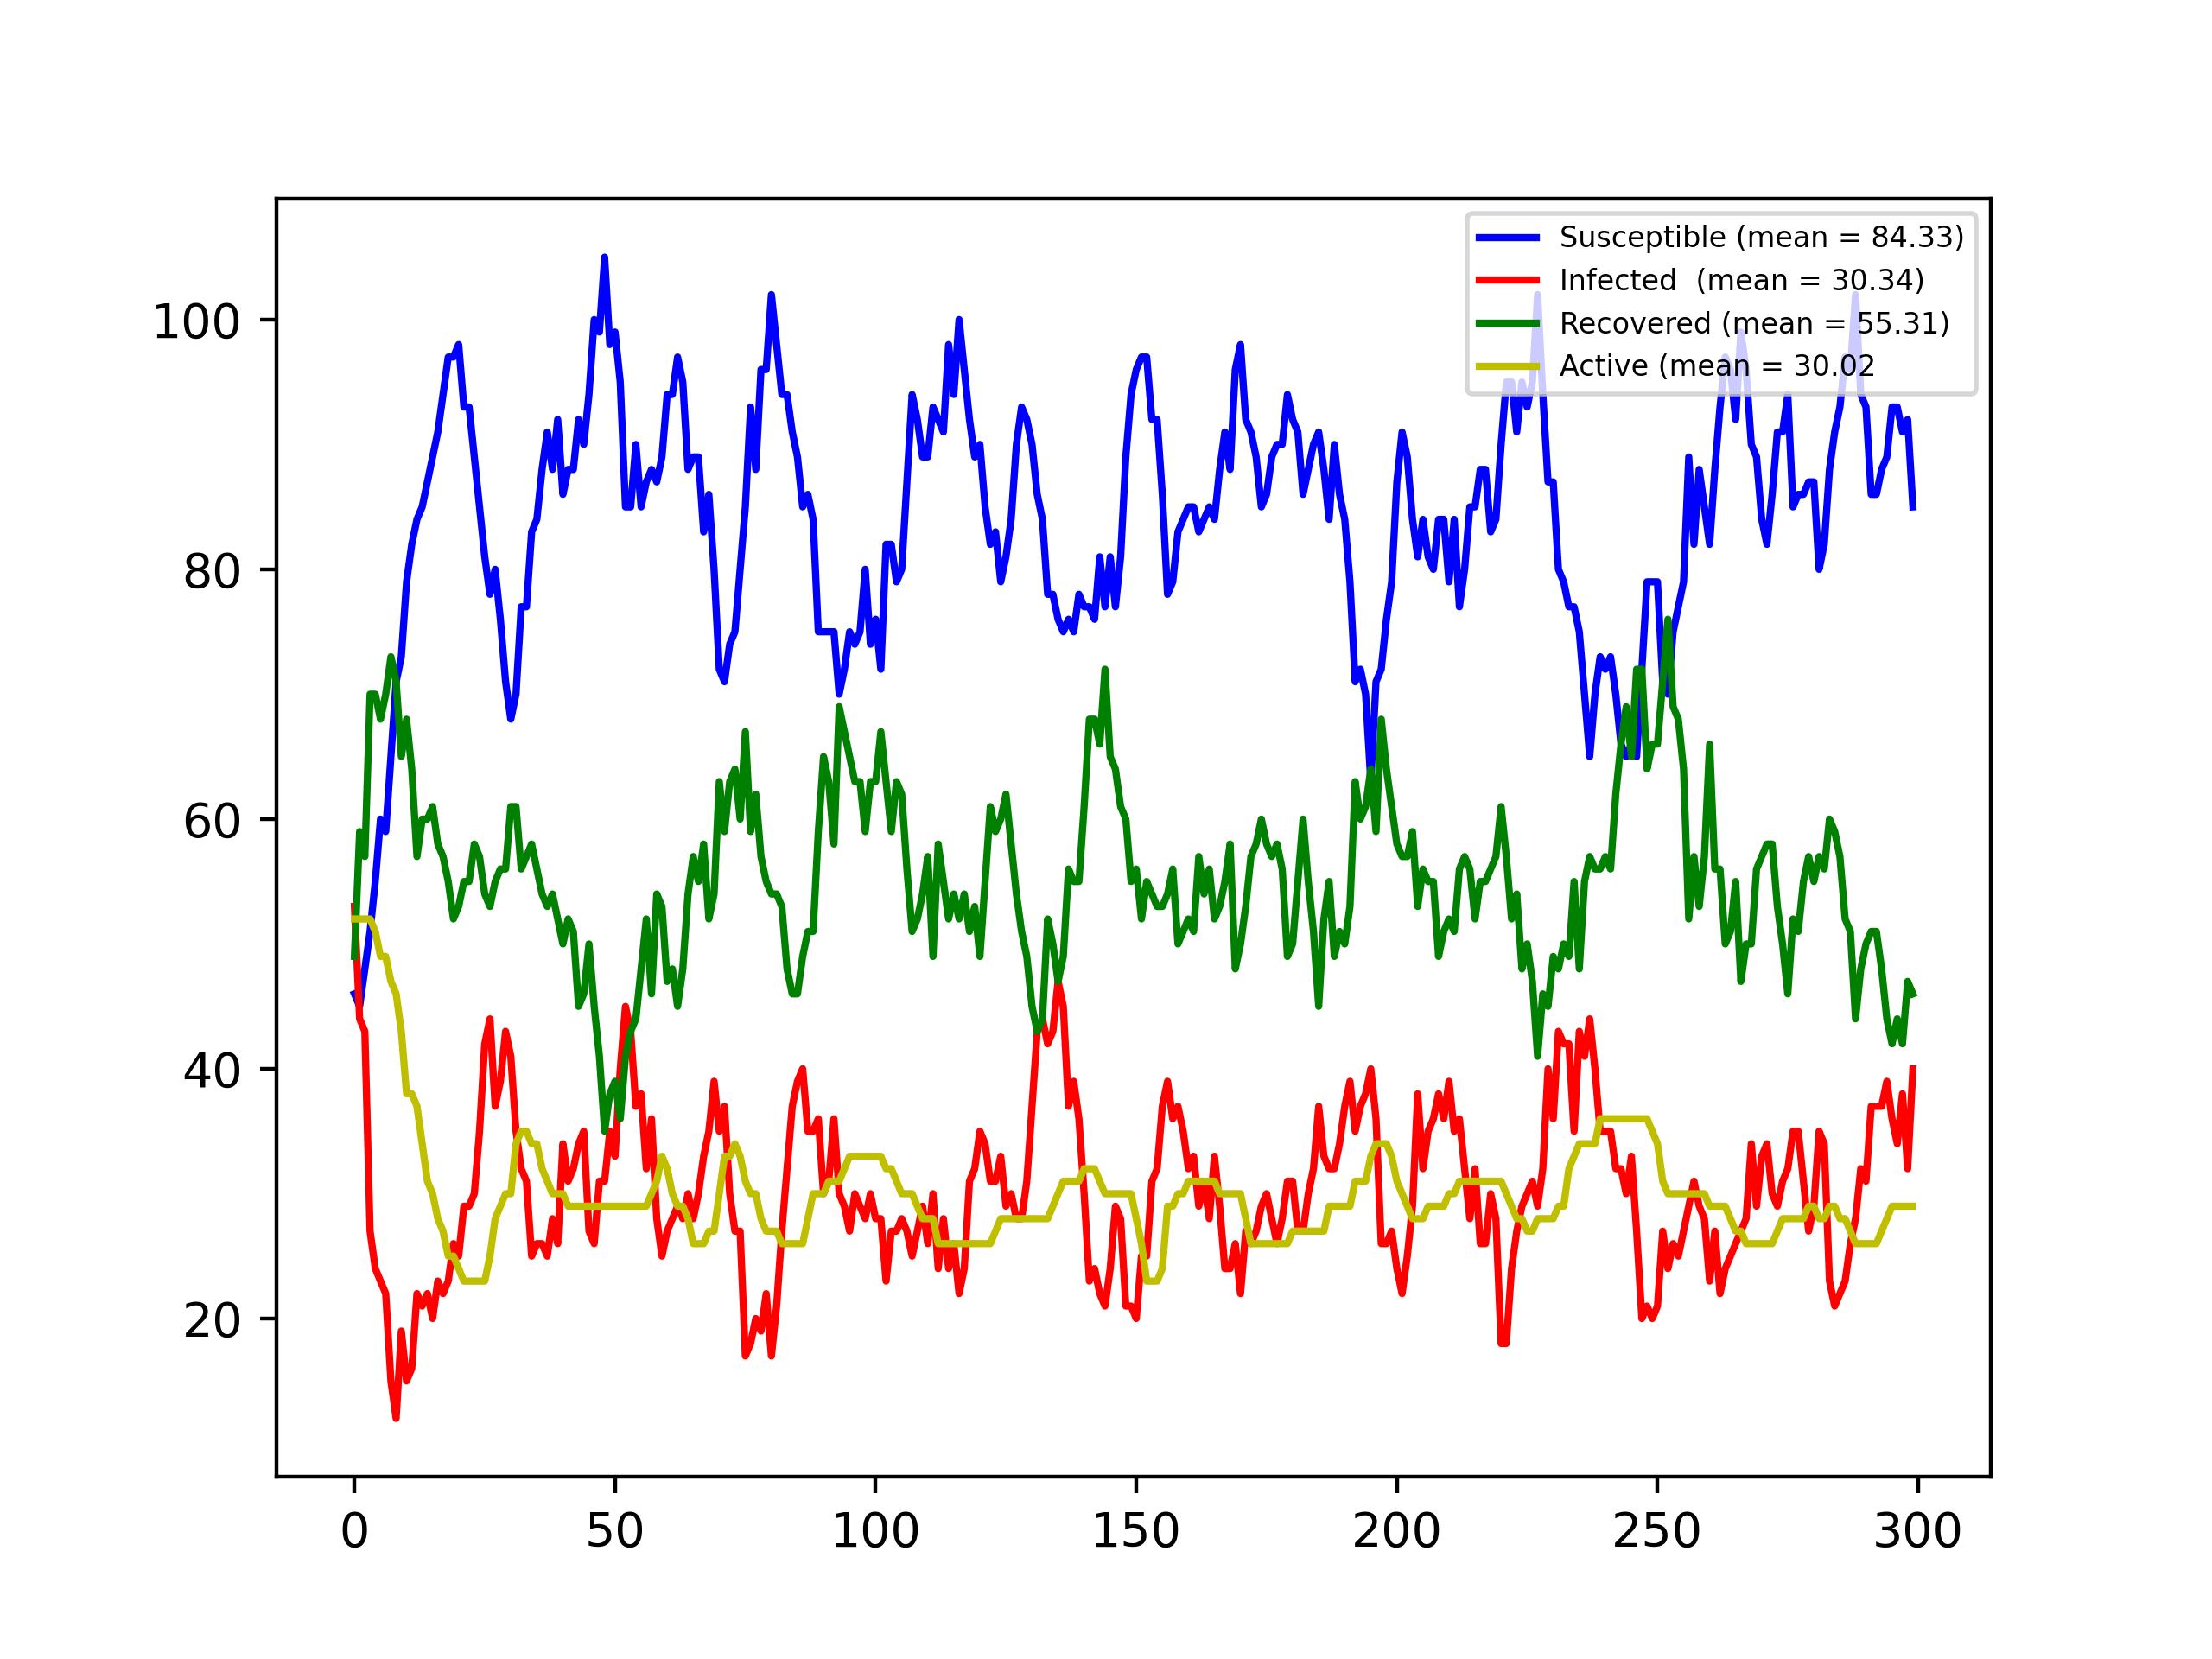 Susceptible (mean = 84.33)
Infected  (mean = 30.34)
Recovered (mean = 55.31)
Active (mean = 30.02
100
80
60
40
20
0 50 100 150 200 250 300